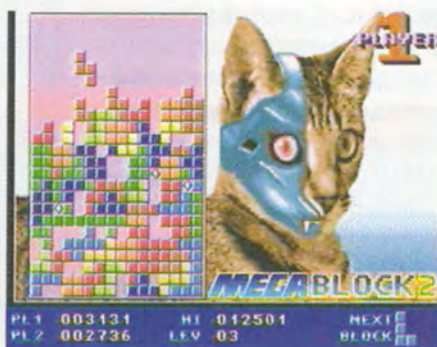 1
PLAYER
MEGABLOCK2
PL1 003131 HI 012501 NEXT
PL2 002736 LEV 03 BLOCK